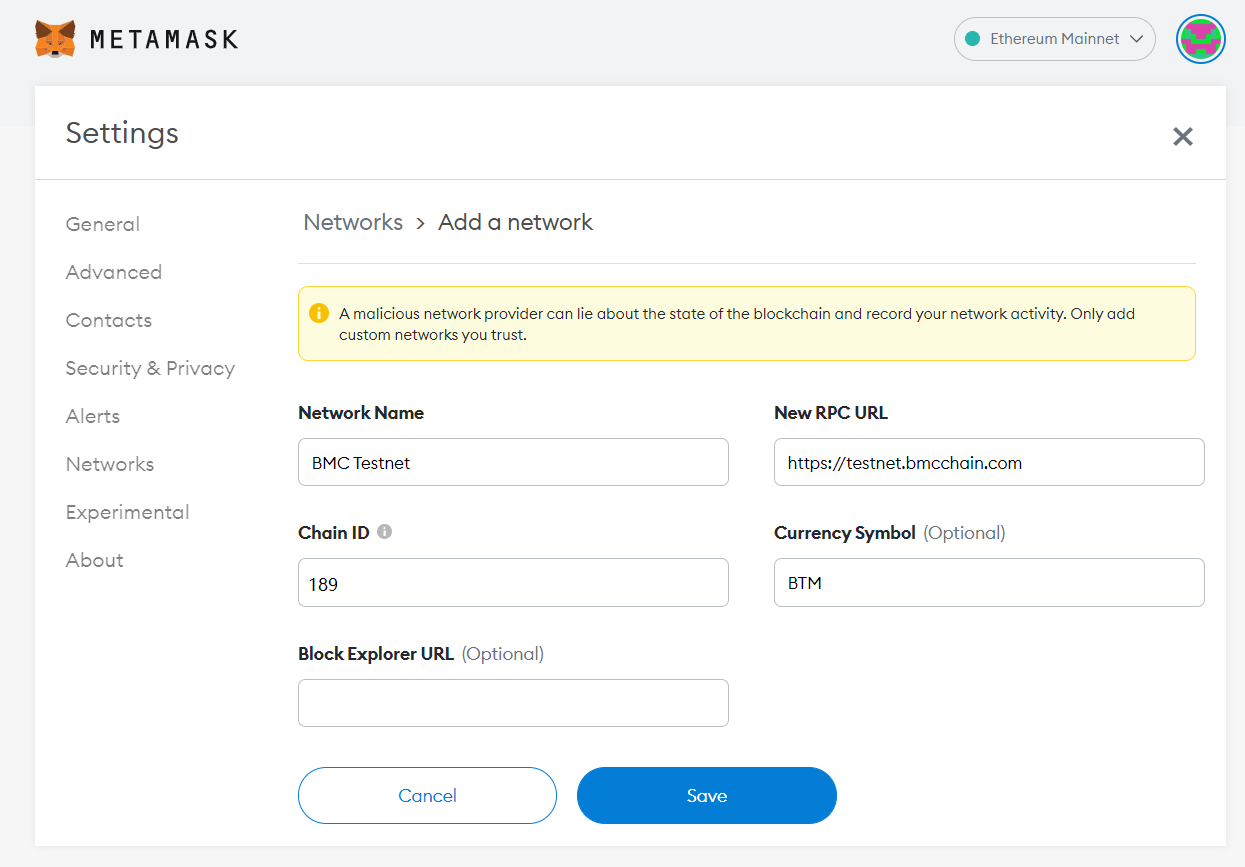 METAMASK
Ethereum Mainnet
Settings
General
Advanced
Contacts
Security & Privacy
Alerts
Networks
Experimental
About
Networks > Add a network
A malicious network provider can lie about the state of the blockchain and record your network activity. Only add
custom networks you trust.
Network Name
New RPC URL
BMC Testnet
https://testnet.bmcchain.com
Chain ID
Currency Symbol (Optional)
189
BTM
Block Explorer URL (Optional)
Cancel
Save